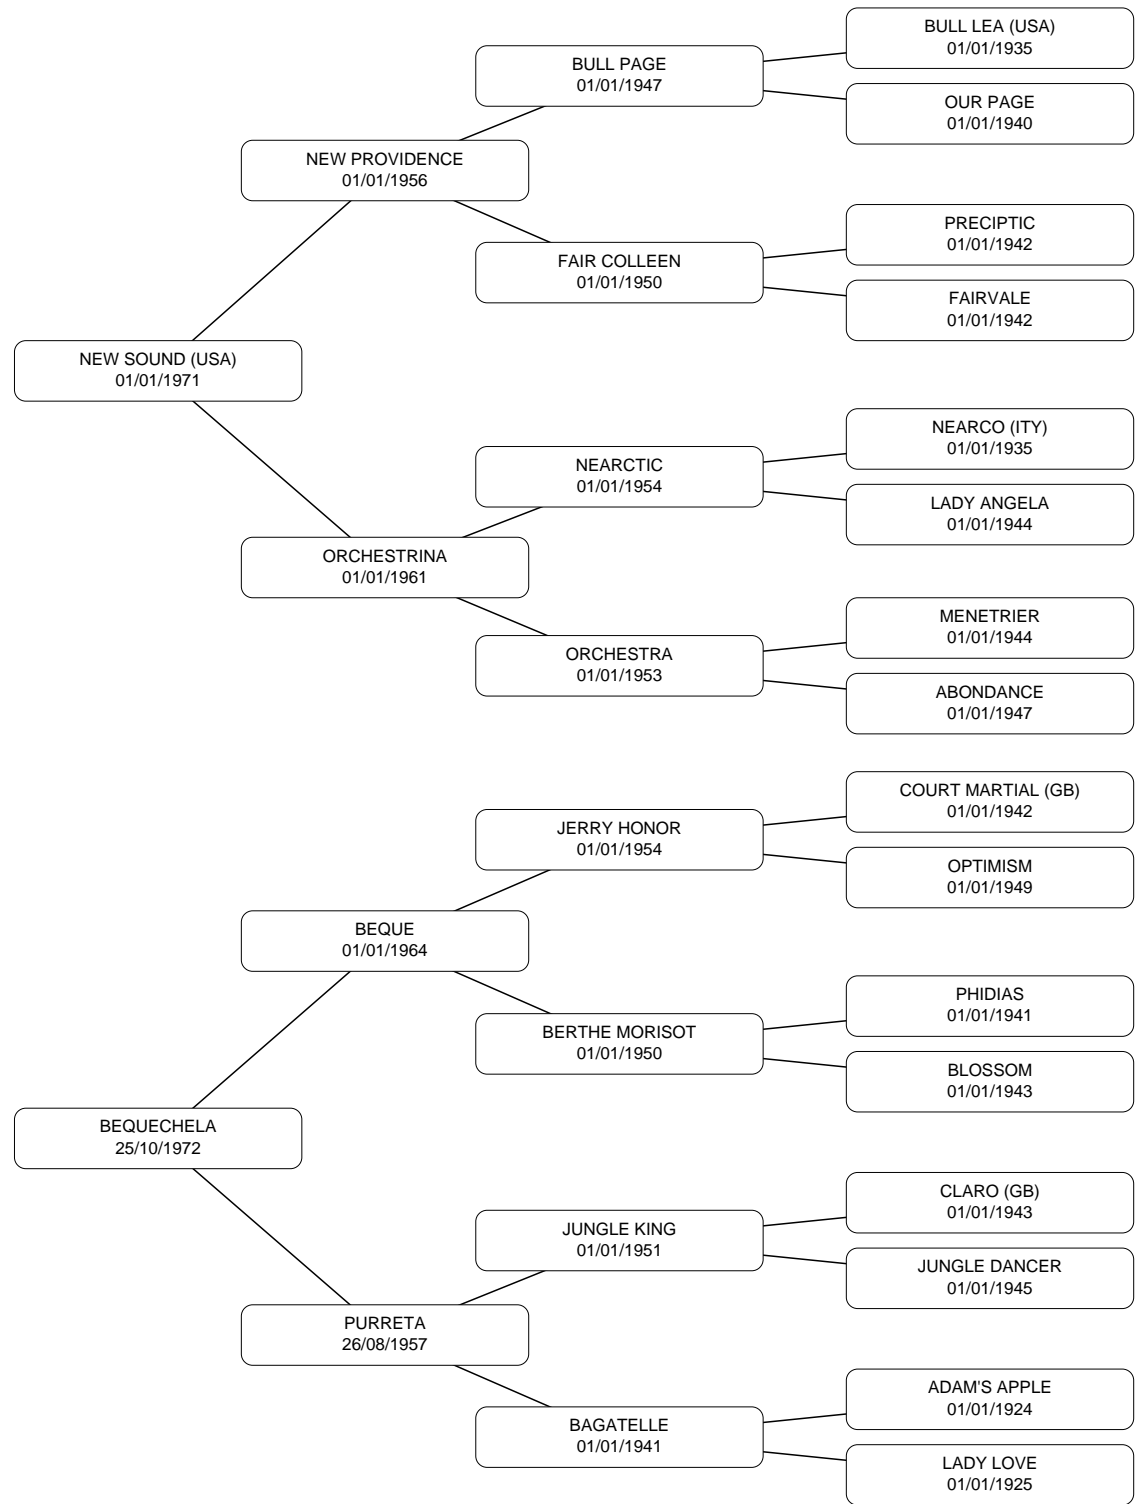 BULL LEA (USA)
01/01/1935
BULL PAGE
01/01/1947
OUR PAGE
01/01/1940
NEW PROVIDENCE
01/01/1956
PRECIPTIC
01/01/1942
FAIR COLLEEN
01/01/1950
FAIRVALE
01/01/1942
NEW SOUND (USA)
01/01/1971
NEARCO (ITY)
01/01/1935
NEARCTIC
01/01/1954
LADY ANGELA
01/01/1944
ORCHESTRINA
01/01/1961
MENETRIER
01/01/1944
ORCHESTRA
01/01/1953
ABONDANCE
01/01/1947
COURT MARTIAL (GB)
01/01/1942
JERRY HONOR
01/01/1954
OPTIMISM
01/01/1949
BEQUE
01/01/1964
PHIDIAS
01/01/1941
BERTHE MORISOT
01/01/1950
BLOSSOM
01/01/1943
BEQUECHELA
25/10/1972
CLARO (GB)
01/01/1943
JUNGLE KING
01/01/1951
JUNGLE DANCER
01/01/1945
PURRETA
26/08/1957
ADAM'S APPLE
01/01/1924
BAGATELLE
01/01/1941
LADY LOVE
01/01/1925